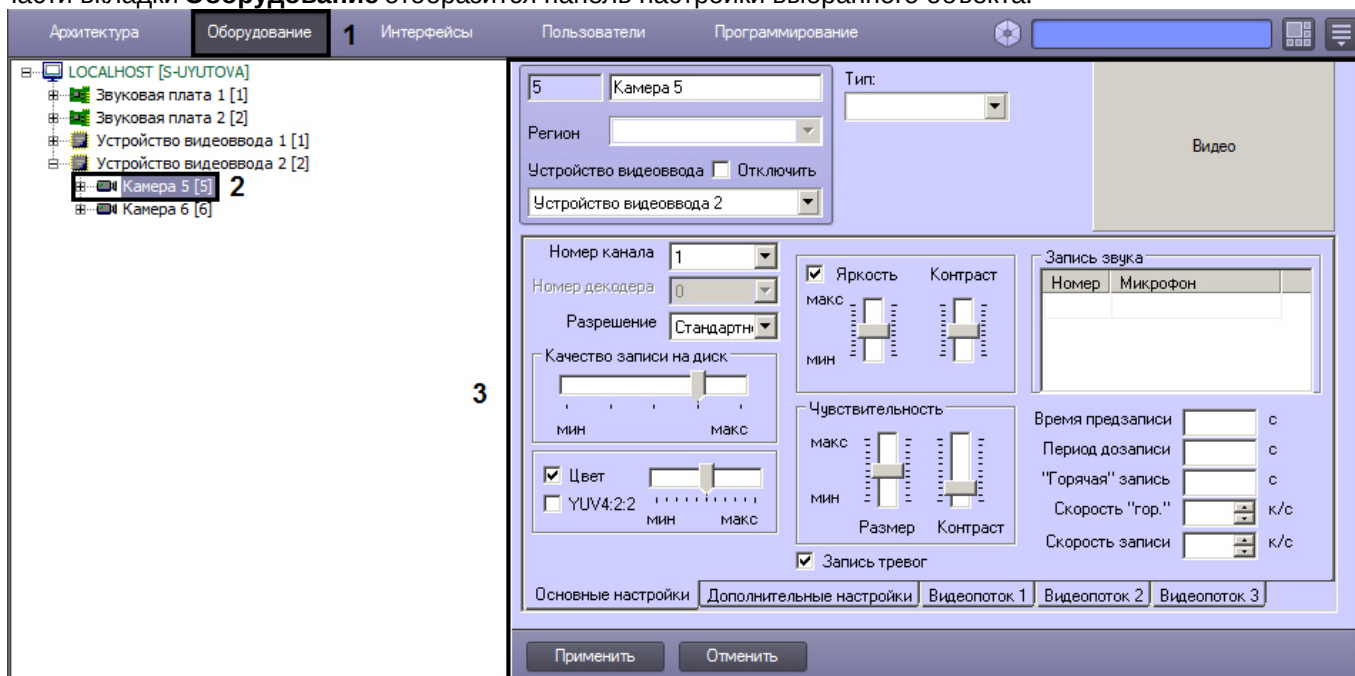 части вкладки Оборудование отобразится панель настройки выбранного объекта.
Архитектура Оборудование 1 Интерфейсы Пользователи Программирование
LOCALHOST [S-UYUTOVA]
Звуковая плата 1 [1]
Звуковая плата 2 [2]
Устройство видеоввода 1 [1]
Устройство видеоввода 2 [2]
Камера 5 [5] 2
Камера 6 [6]
3
5 Камера 5
Тип:
Регион
Устройство видеоввода Отключить
Устройство видеоввода 2
Видео
Номер канала 1
Номер декодера 0
Разрешение Стандартн
Качество записи на диск
мин макс
Цвет
YUV4:2:2
мин макс
Яркость Контраст
макс
мин
Чувствительность
макс
мин
Размер Контраст
Запись тревог
Запись звука
Номер Микрофон
Время предзаписи с
Период дозаписи с
"Горячая" запись с
Скорость "гор." к/с
Скорость записи к/с
Основные настройки Дополнительные настройки Видеопоток 1 Видеопоток 2 Видеопоток 3
Применить Отменить